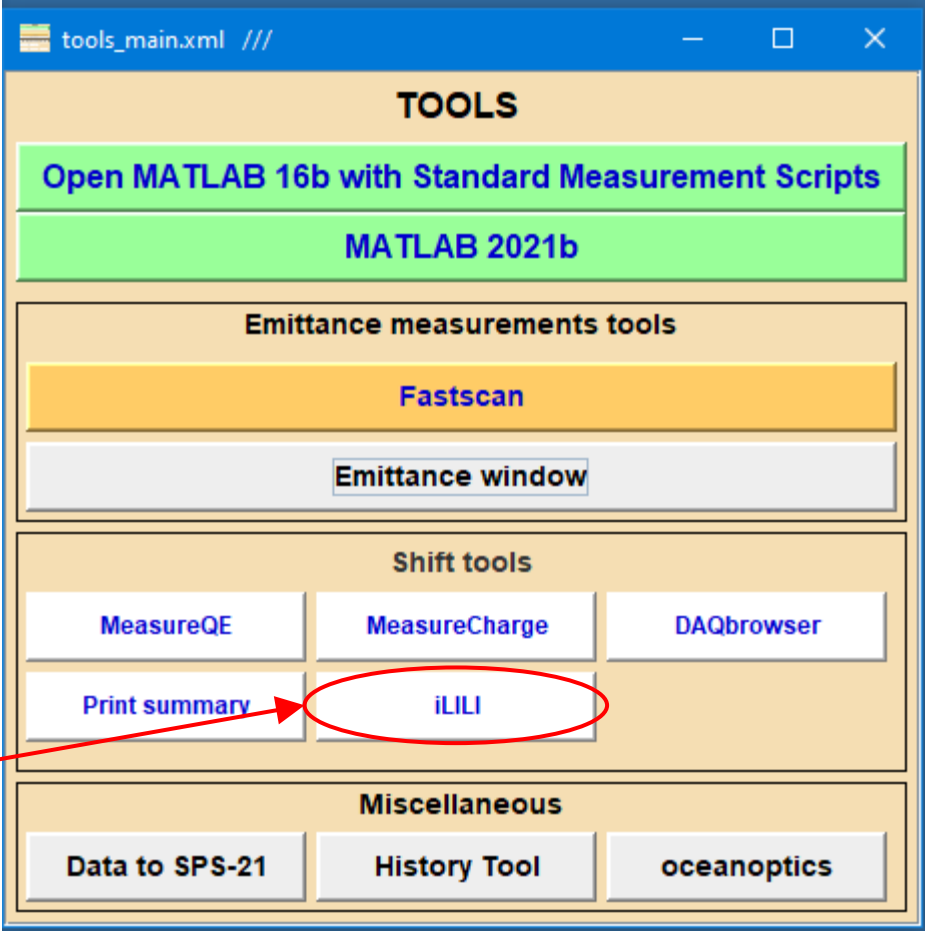 tools_main.xml ///
TOOLS
Open MATLAB 16b with Standard Measurement Scripts
MATLAB 2021b
Emittance measurements tools
Fastscan
Emittance window
Shift tools
MeasureQE MeasureCharge DAQbrowser
Print summary iLILI
Miscellaneous
Data to SPS-21 History Tool oceanoptics